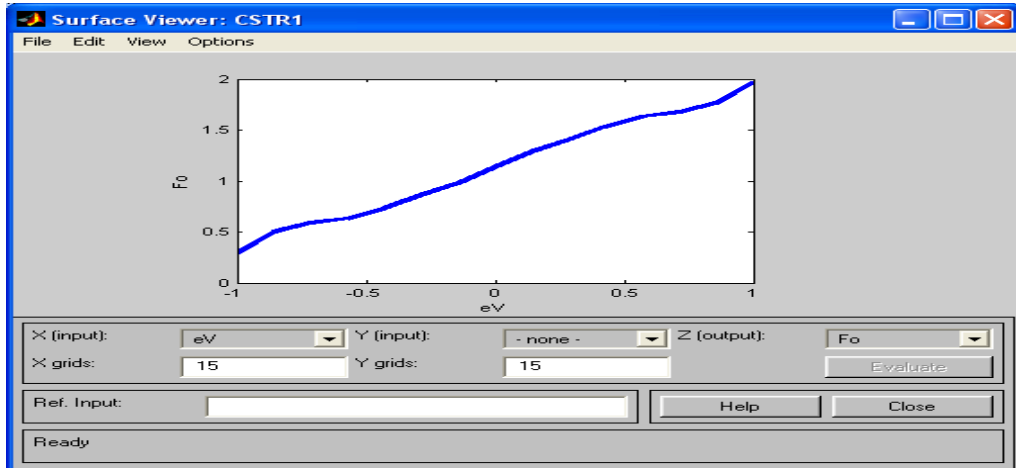 Surface Viewer: CSTR1
File Edit View Options
2
1.5
1
0.5
0
Fo
-1 -0.5 0 0.5 1
eV
X (input): eV Y (input): - none - Z (output): Fo
X grids: 15 Y grids: 15 Evaluate
Ref. Input: Help Close
Ready